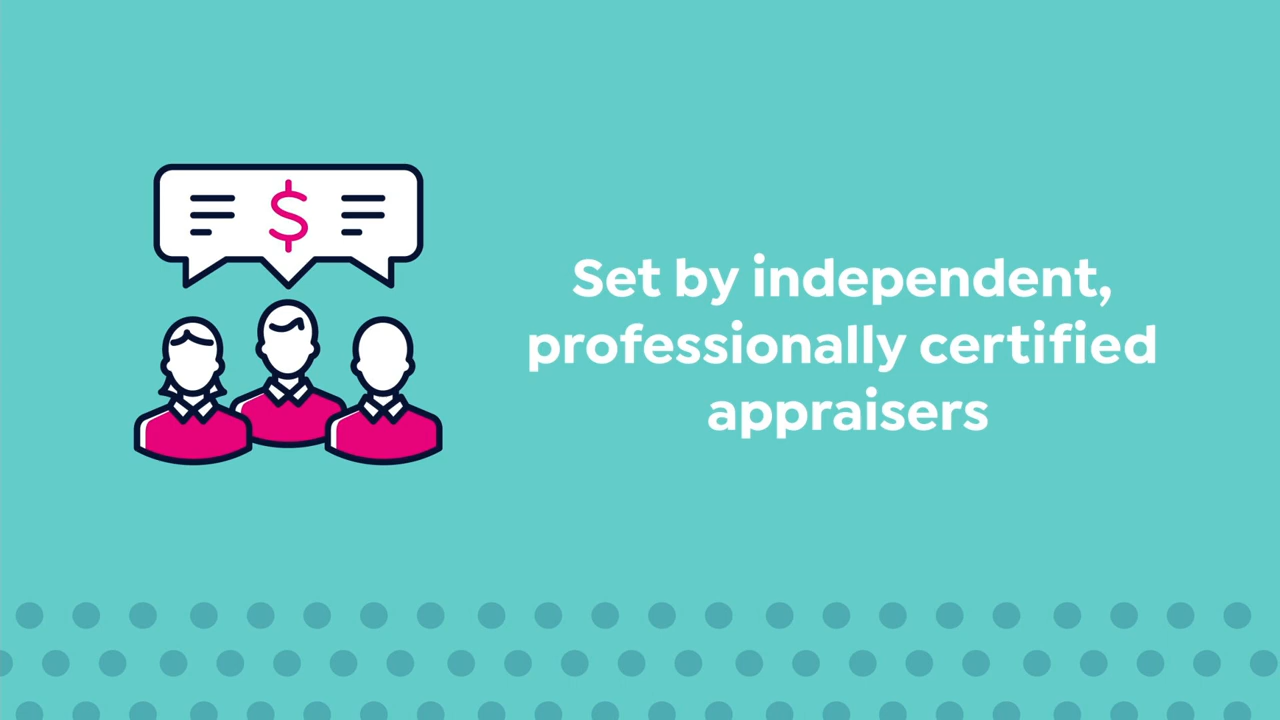 $
Set by independent,
professionally certified
appraisers